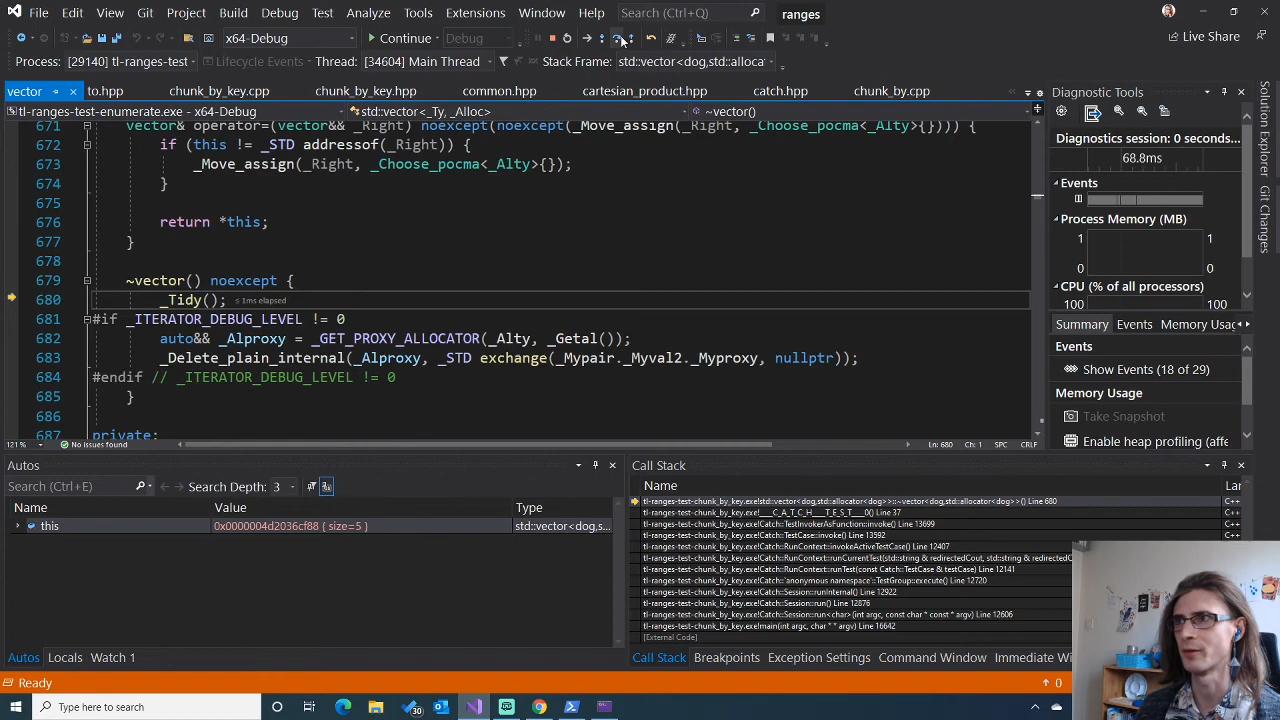 File Edit View Git Project Build Debug Test Analyze Tools Extensions Window Help Search (Ctrl+Q) ranges
x64-Debug Continue Debug Live Share
Process: [29140] tl-ranges-test Lifecycle Events Thread: [34604] Main Thread Stack Frame: std::vector<dog,std::alloca
vector to.hpp chunk_by_key.cpp chunk_by_key.hpp common.hpp cartesian_product.hpp catch.hpp chunk_by.cpp
tl-ranges-test-enumerate.exe - x64-Debug std::vector<_Ty, _Alloc> ~vector()
671 vector& operator=(vector&& _Right) noexcept(noexcept(_Move_assign(_Right, _Choose_pocma<_Alty>{}))) {
672 if (this != _STD addressof(_Right)) {
673 _Move_assign(_Right, _Choose_pocma<_Alty>{});
674 }
675
676 return *this;
677 }
678
679 ~vector() noexcept {
680 _Tidy(); ≤ 1ms elapsed
681 #if _ITERATOR_DEBUG_LEVEL != 0
682 auto&& _Alproxy = _GET_PROXY_ALLOCATOR(_Alty, _Getal());
683 _Delete_plain_internal(_Alproxy, _STD exchange(_Mypair._Myval2._Myproxy, nullptr));
684 #endif // _ITERATOR_DEBUG_LEVEL != 0
685 }
686
687 private:
121 % No issues found Ln: 680 Ch: 1 SPC CRLF
Diagnostic Tools
Diagnostics session: 0 seconds...
68.8ms
Events
Process Memory (MB)
1 1
0 0
CPU (% of all processors)
100 100
Summary Events Memory Usag
Events
Show Events (18 of 29)
Memory Usage
Take Snapshot
Enable heap profiling (affe
Solution Explorer
Git Changes
Autos
Search (Ctrl+E) Search Depth: 3
Name Value Type
this 0x0000004d2036cf88 { size=5 } std::vector<dog,s...
Autos Locals Watch 1
Call Stack
Name La
tl-ranges-test-chunk_by_key.exe!std::vector<dog,std::allocator<dog>>::~vector<dog,std::allocator<dog>>() Line 680 C++
tl-ranges-test-chunk_by_key.exe!____C_A_T_C_H____T_E_S_T____0() Line 37 C++
tl-ranges-test-chunk_by_key.exe!Catch::TestInvokerAsFunction::invoke() Line 13699 C++
tl-ranges-test-chunk_by_key.exe!Catch::TestCase::invoke() Line 13592 C++
tl-ranges-test-chunk_by_key.exe!Catch::RunContext::invokeActiveTestCase() Line 12407
tl-ranges-test-chunk_by_key.exe!Catch::RunContext::runCurrentTest(std::string & redirectedCout, std::string & redirectedC
tl-ranges-test-chunk_by_key.exe!Catch::RunContext::runTest(const Catch::TestCase & testCase) Line 12141
tl-ranges-test-chunk_by_key.exe!Catch::`anonymous namespace'::TestGroup::execute() Line 12720
tl-ranges-test-chunk_by_key.exe!Catch::Session::runInternal() Line 12922
tl-ranges-test-chunk_by_key.exe!Catch::Session::run() Line 12876
tl-ranges-test-chunk_by_key.exe!Catch::Session::run<char>(int argc, const char * const * argv) Line 12606
tl-ranges-test-chunk_by_key.exe!main(int argc, char * * argv) Line 16642
[External Code]
Call Stack Breakpoints Exception Settings Command Window Immediate Wi
Ready 0
Type here to search 30